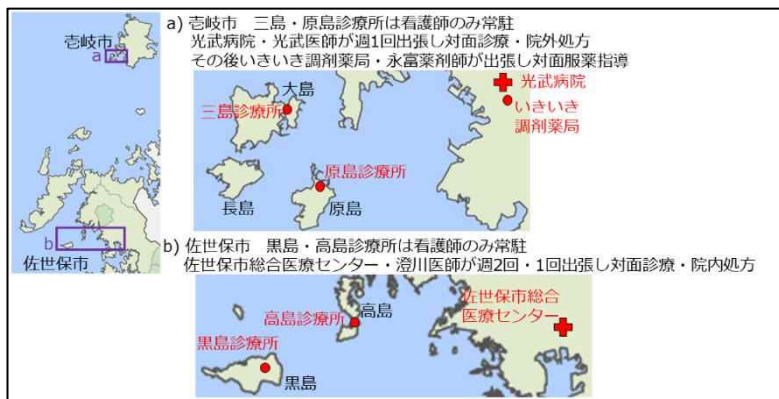 壱岐市
a
b
佐世保市
a) 壱岐市 三島・原島診療所は看護師のみ常駐
光武病院・光武医師が週1回出張し対面診療・院外処方
その後いきいき調剤薬局・永富薬剤師が出張し対面服薬指導
大島
三島診療所
光武病院
いきいき
調剤薬局
原島診療所
長島
原島
b) 佐世保市 黒島・高島診療所は看護師のみ常駐
佐世保市総合医療センター・澄川医師が週2回・1回出張し対面診療・院内処方
佐世保市総合
医療センター
高島
高島診療所
黒島診療所
黒島